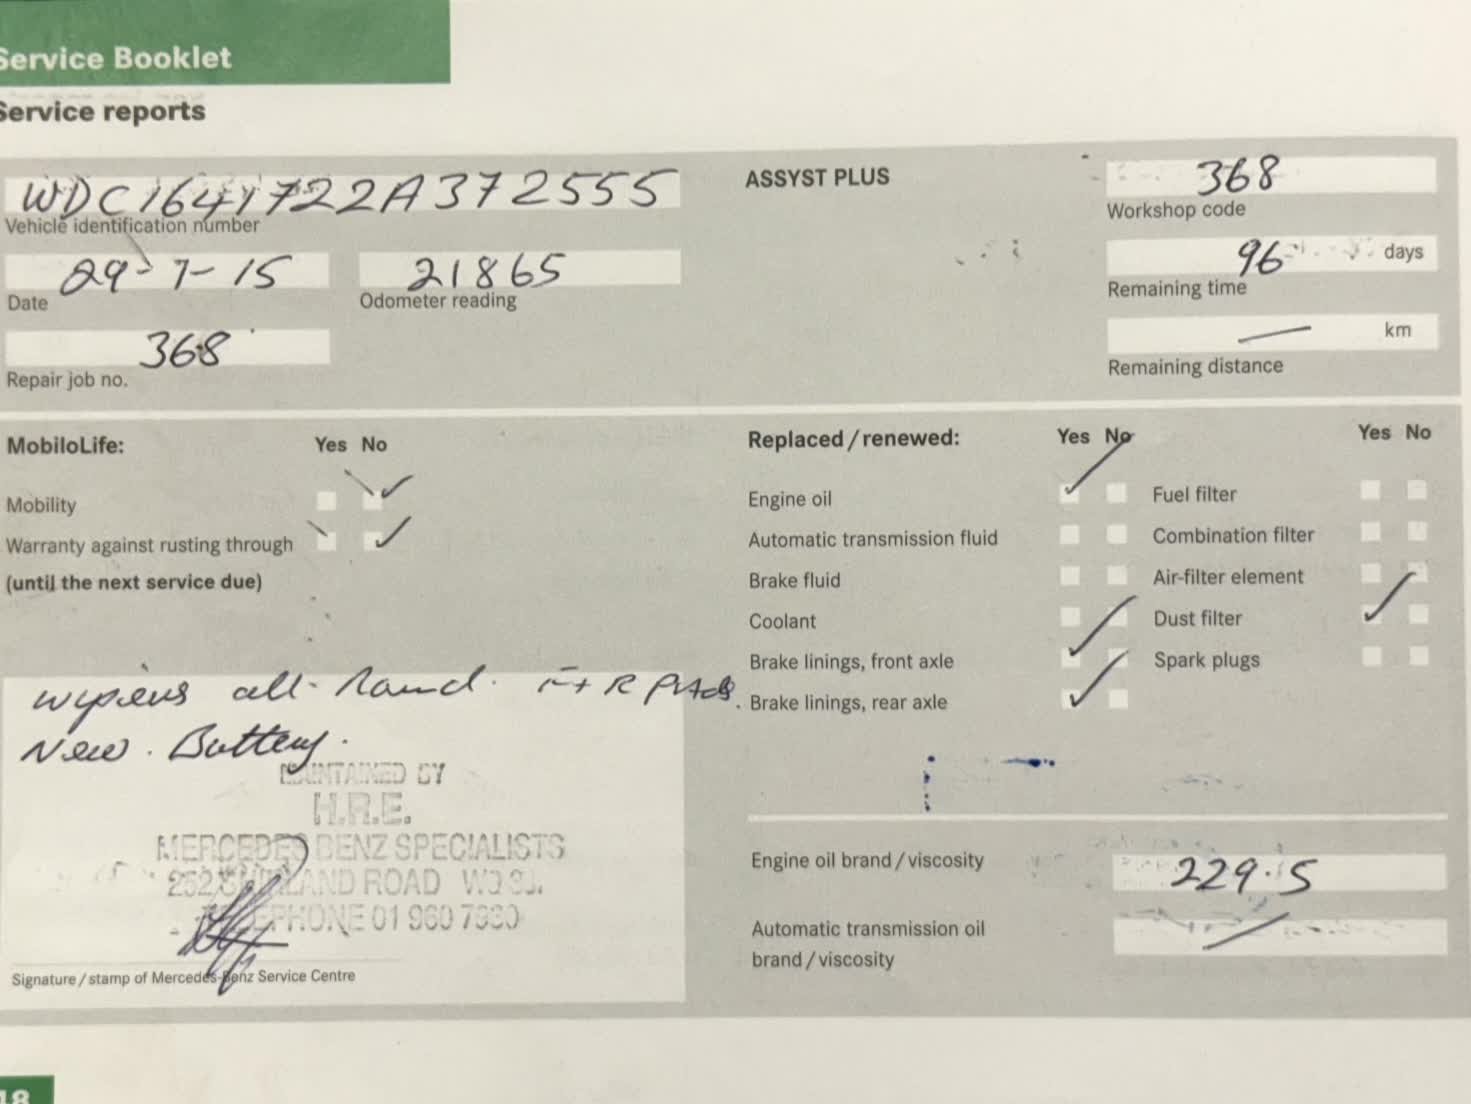 Service Booklet
Service reports
WDC1641722A372555
Vehicle identification number
29-7-15
Date
21865
Odometer reading
368
Repair job no.
ASSYST PLUS
368
Workshop code
96 days
Remaining time
— km
Remaining distance
MobiloLife: Yes No
Mobility
Warranty against rusting through
(until the next service due)
Wipers all-Round. F+R PADS.
New. Battery.
MAINTAINED BY
H.R.E.
MERCEDES BENZ SPECIALISTS
252 ROAD W9
TELEPHONE 01 960
Signature / stamp of Mercedes-Benz Service Centre
Replaced / renewed: Yes No
Engine oil
Automatic transmission fluid
Brake fluid
Coolant
Brake linings, front axle
Brake linings, rear axle
Yes No
Fuel filter
Combination filter
Air-filter element
Dust filter
Spark plugs
Engine oil brand / viscosity
229.5
Automatic transmission oil
brand / viscosity
18